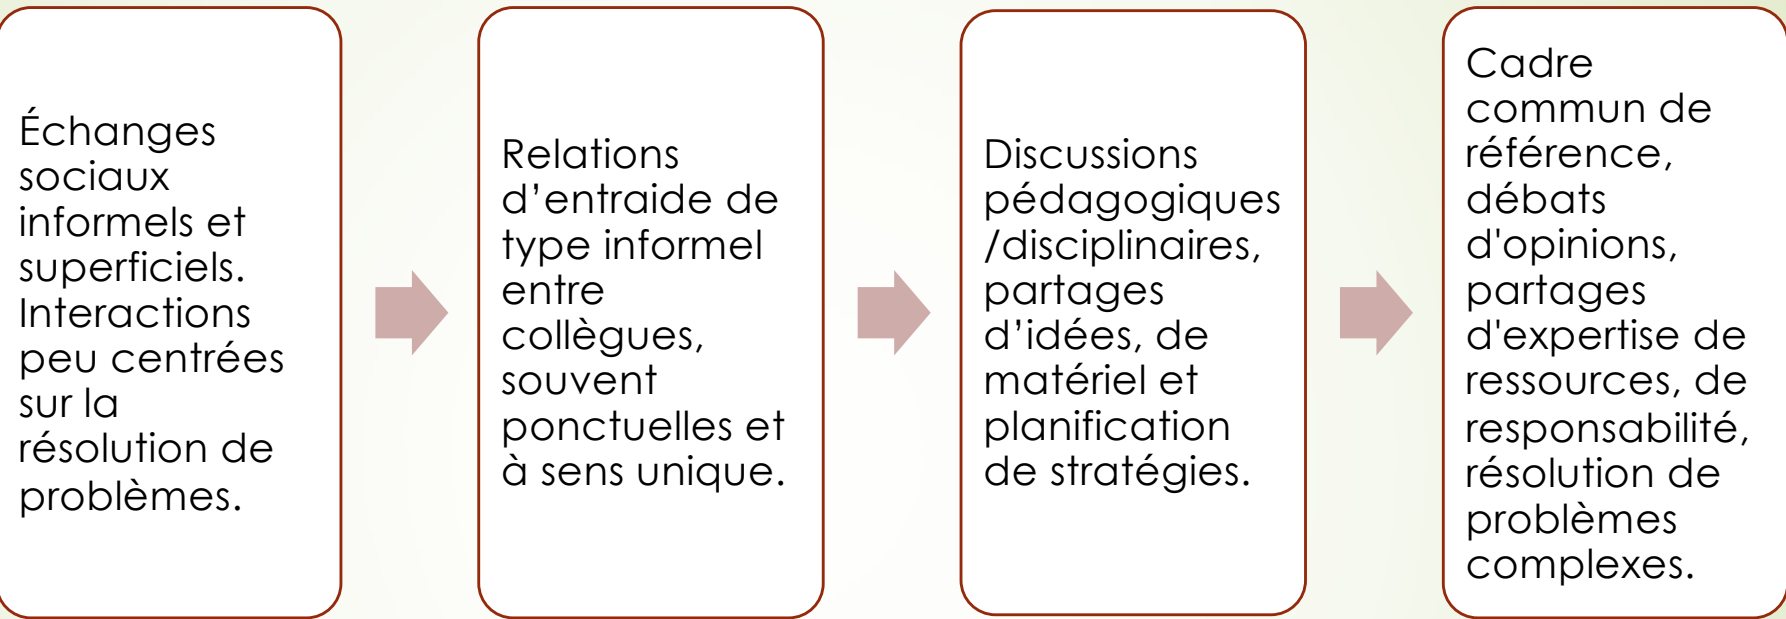 Échanges
sociaux
informels et
superficiels.
Interactions
peu centrées
sur la
résolution de
problèmes.
Relations
d’entraide de
type informel
entre
collègues,
souvent
ponctuelles et
à sens unique.
Discussions
pédagogiques
/disciplinaires,
partages
d’idées, de
matériel et
planification
de stratégies.
Cadre
commun de
référence,
débats
d'opinions,
partages
d'expertise de
ressources, de
responsabilité,
résolution de
problèmes
complexes.